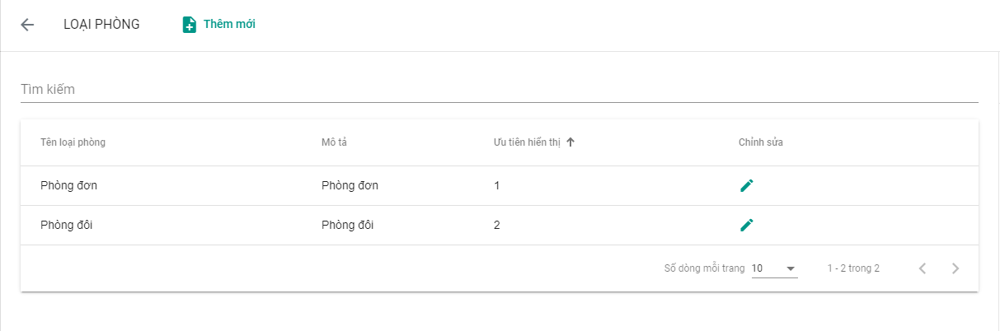 LOẠI PHÒNG Thêm mới
Tìm kiếm
Tên loại phòng Mô tả Ưu tiên hiển thị Chỉnh sửa
Phòng đơn Phòng đơn 1
Phòng đôi Phòng đôi 2
Số dòng mỗi trang 10 1 - 2 trong 2